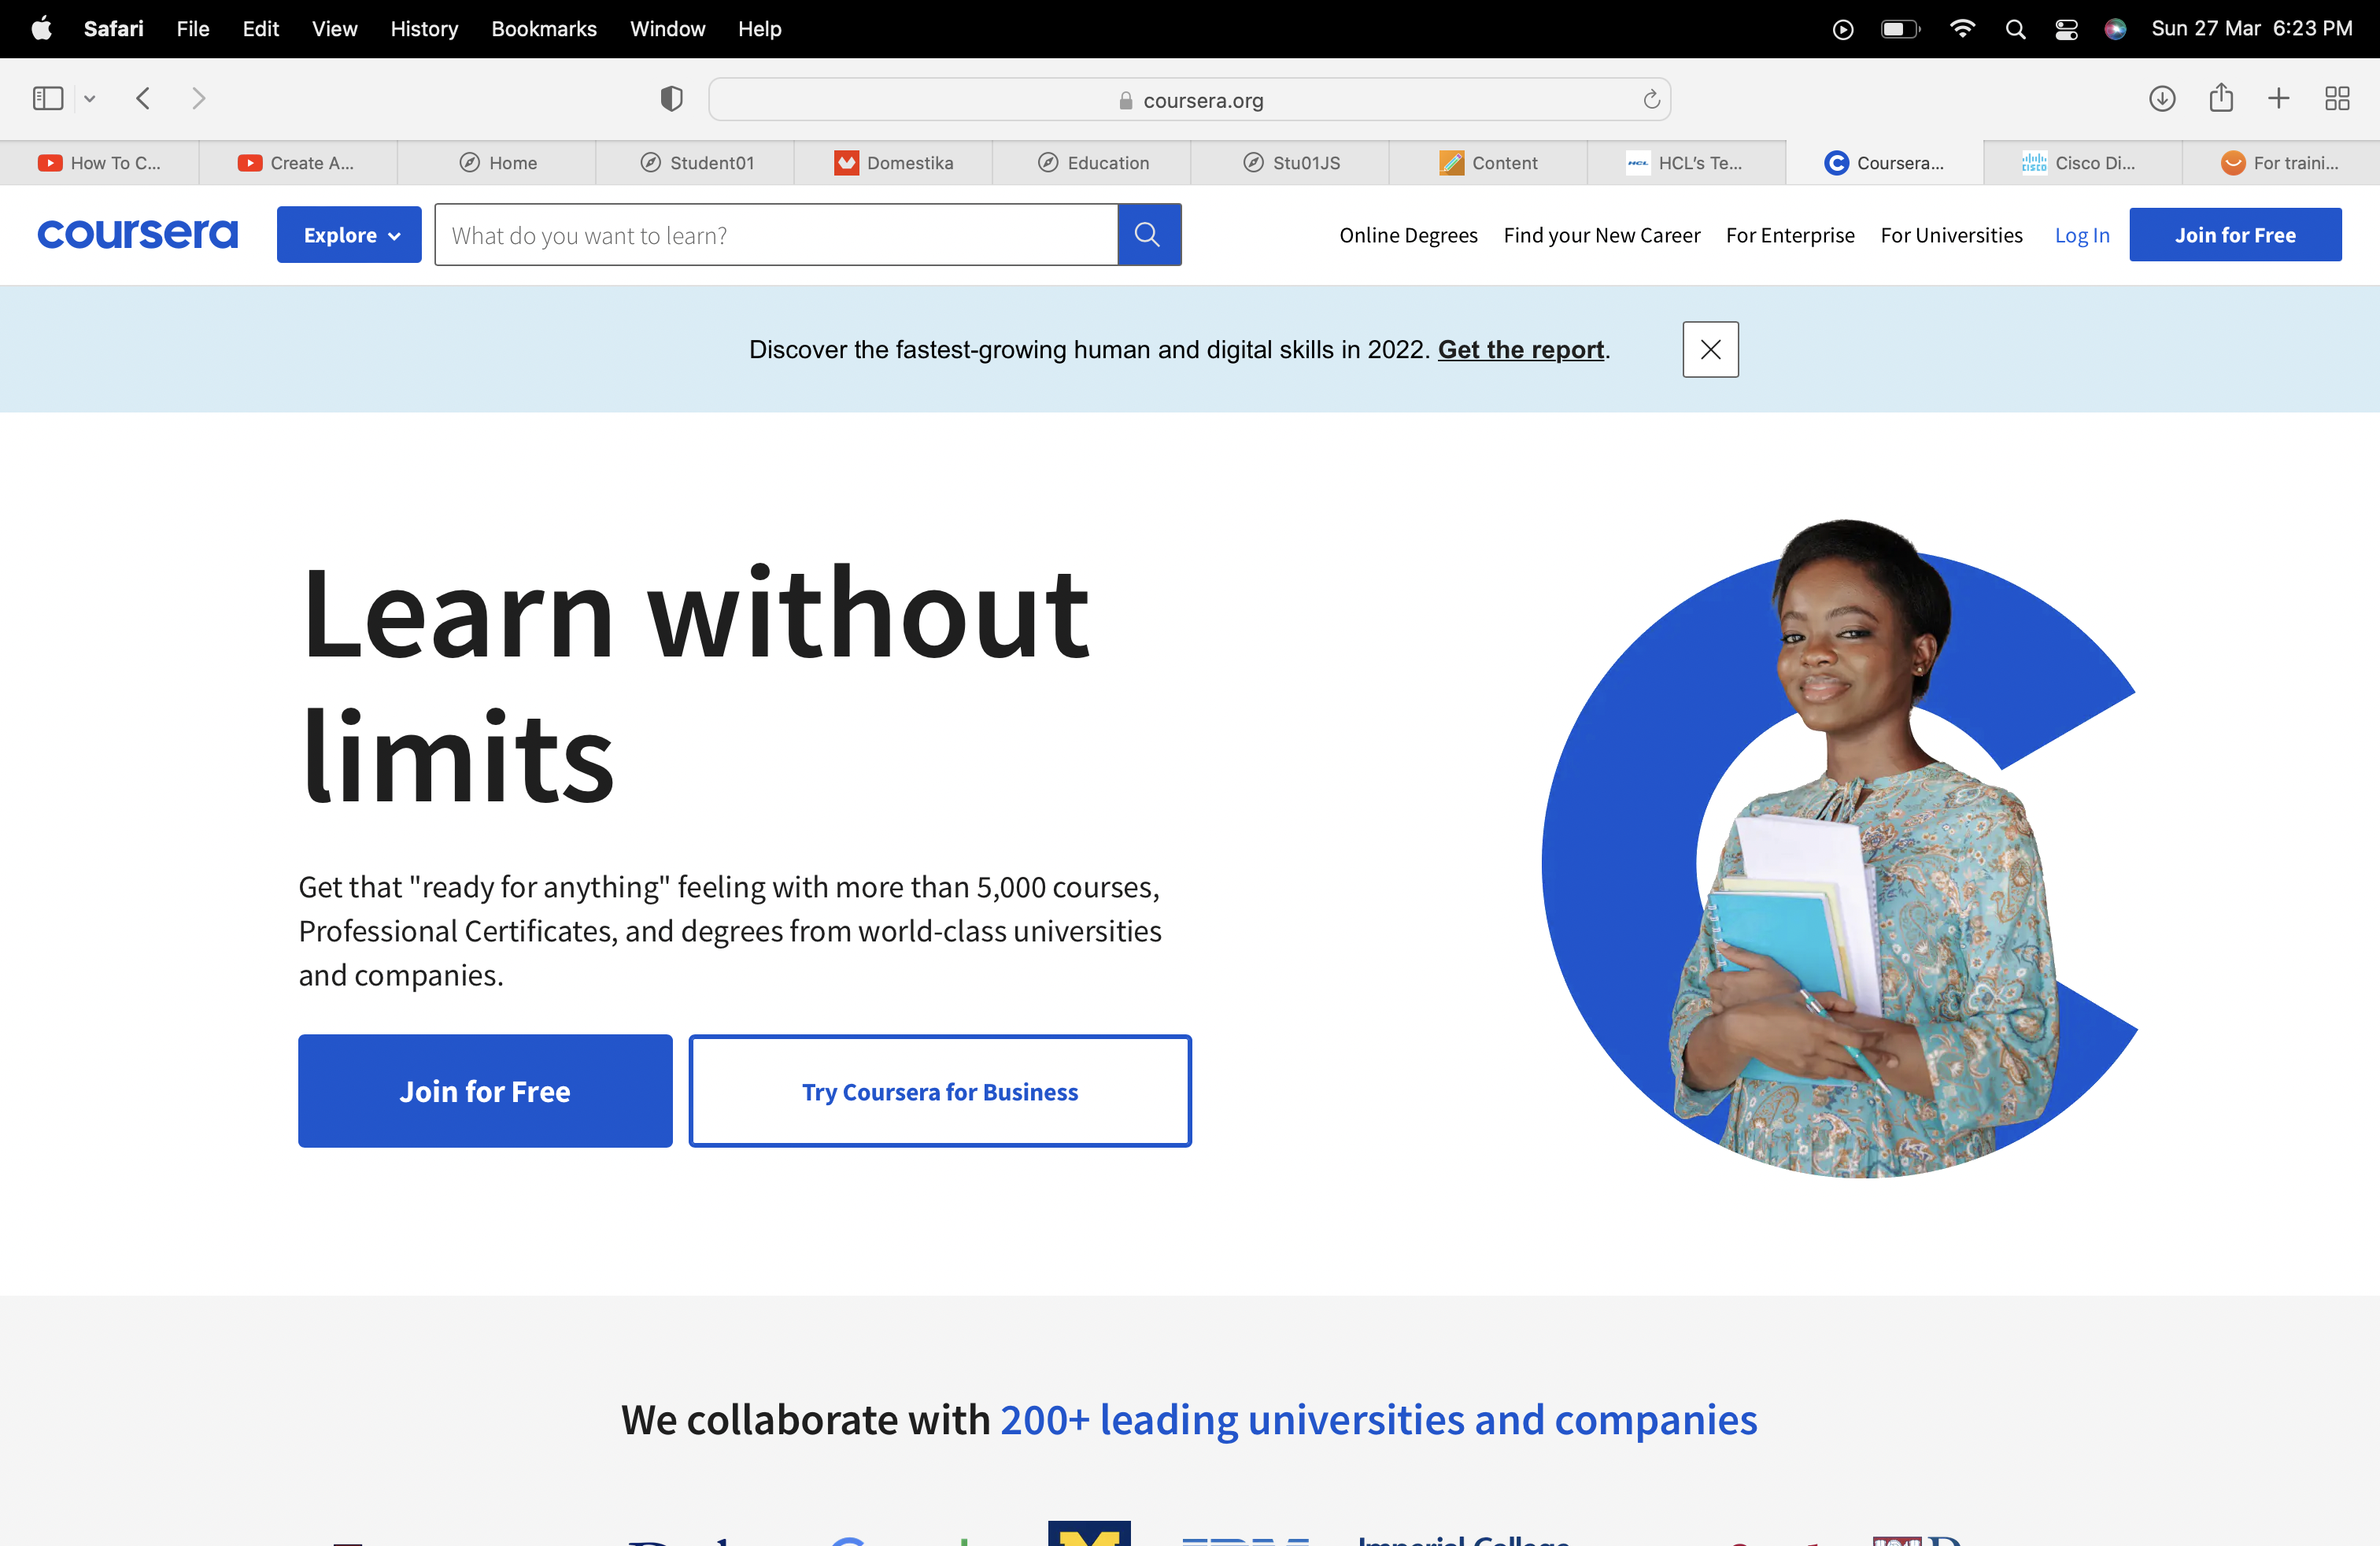 Safari File Edit View History Bookmarks Window Help Sun 27 Mar 6:23 PM
coursera.org
How To C... Create A... Home Student01 Domestika Education Stu01JS Content HCL HCL's Te... Coursera... CISCO Cisco Di... For traini...
coursera Explore What do you want to learn? Online Degrees Find your New Career For Enterprise For Universities Log In Join for Free
Discover the fastest-growing human and digital skills in 2022. Get the report.
Learn without
limits
Get that "ready for anything" feeling with more than 5,000 courses,
Professional Certificates, and degrees from world-class universities
and companies.
Join for Free Try Coursera for Business
We collaborate with 200+ leading universities and companies
IBM Imperial College